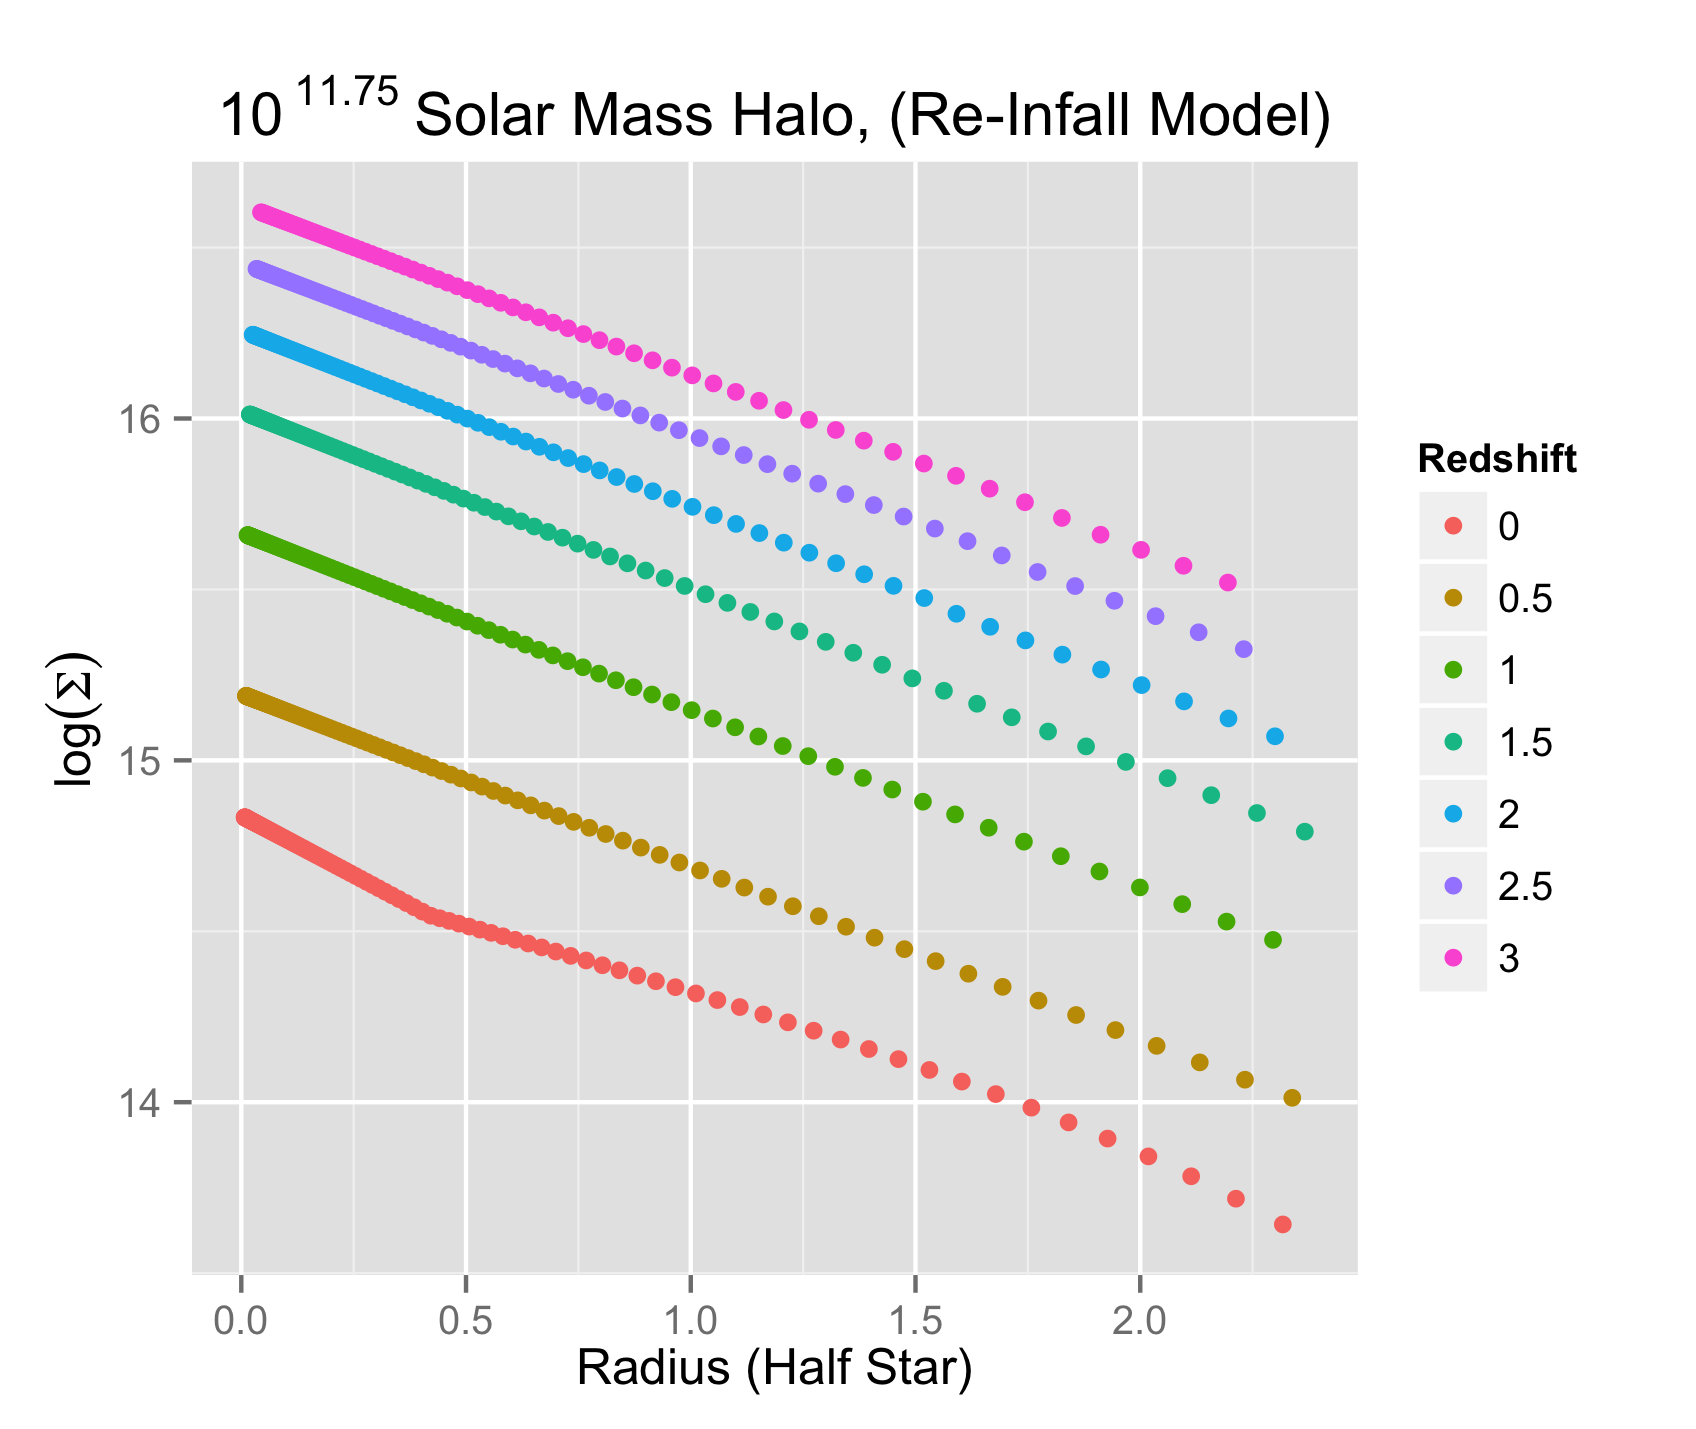 10 11.75 Solar Mass Halo, (Re-Infall Model)
log(Σ)
16
15
14
0.0 0.5 1.0 1.5 2.0
Radius (Half Star)
Redshift
0
0.5
1
1.5
2
2.5
3